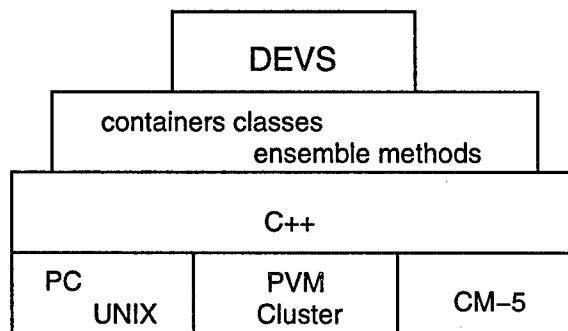 DEVS
containers classes
ensemble methods
C++
PC
UNIX
PVM
Cluster
CM–5